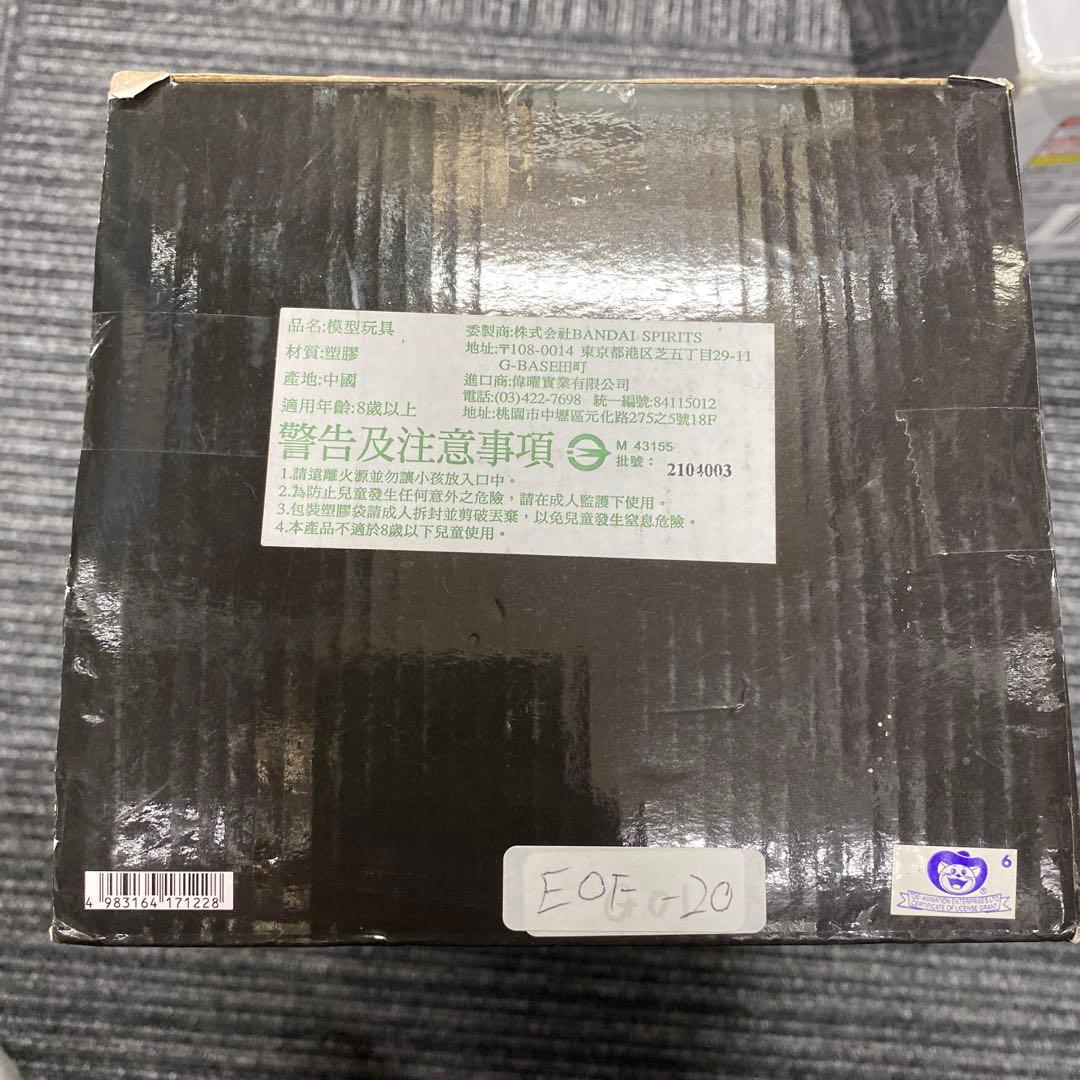 品名:模型玩具
材質:塑膠
產地:中國
適用年齡:8歲以上
委製商:株式会社BANDAI SPIRITS
地址:〒108-0014 東京都港区芝五丁目29-11
G-BASE田町
進口商:偉曜實業有限公司
電話:(03)422-7698 統一編號:84115012
地址:桃園市中壢區元化路275之5號18F
警告及注意事項
M 43155
批號： 2104003
1.請遠離火源並勿讓小孩放入口中。
2.為防止兒童發生任何意外之危險，請在成人監護下使用。
3.包裝塑膠袋請成人拆封並剪破丟棄，以免兒童發生窒息危險。
4.本產品不適於8歲以下兒童使用。
4 983164 171228
EOF -20
6
®
TOEI ANIMATION ENTERPRISES LTD
CERTIFICATE OF LICENSE GRANT